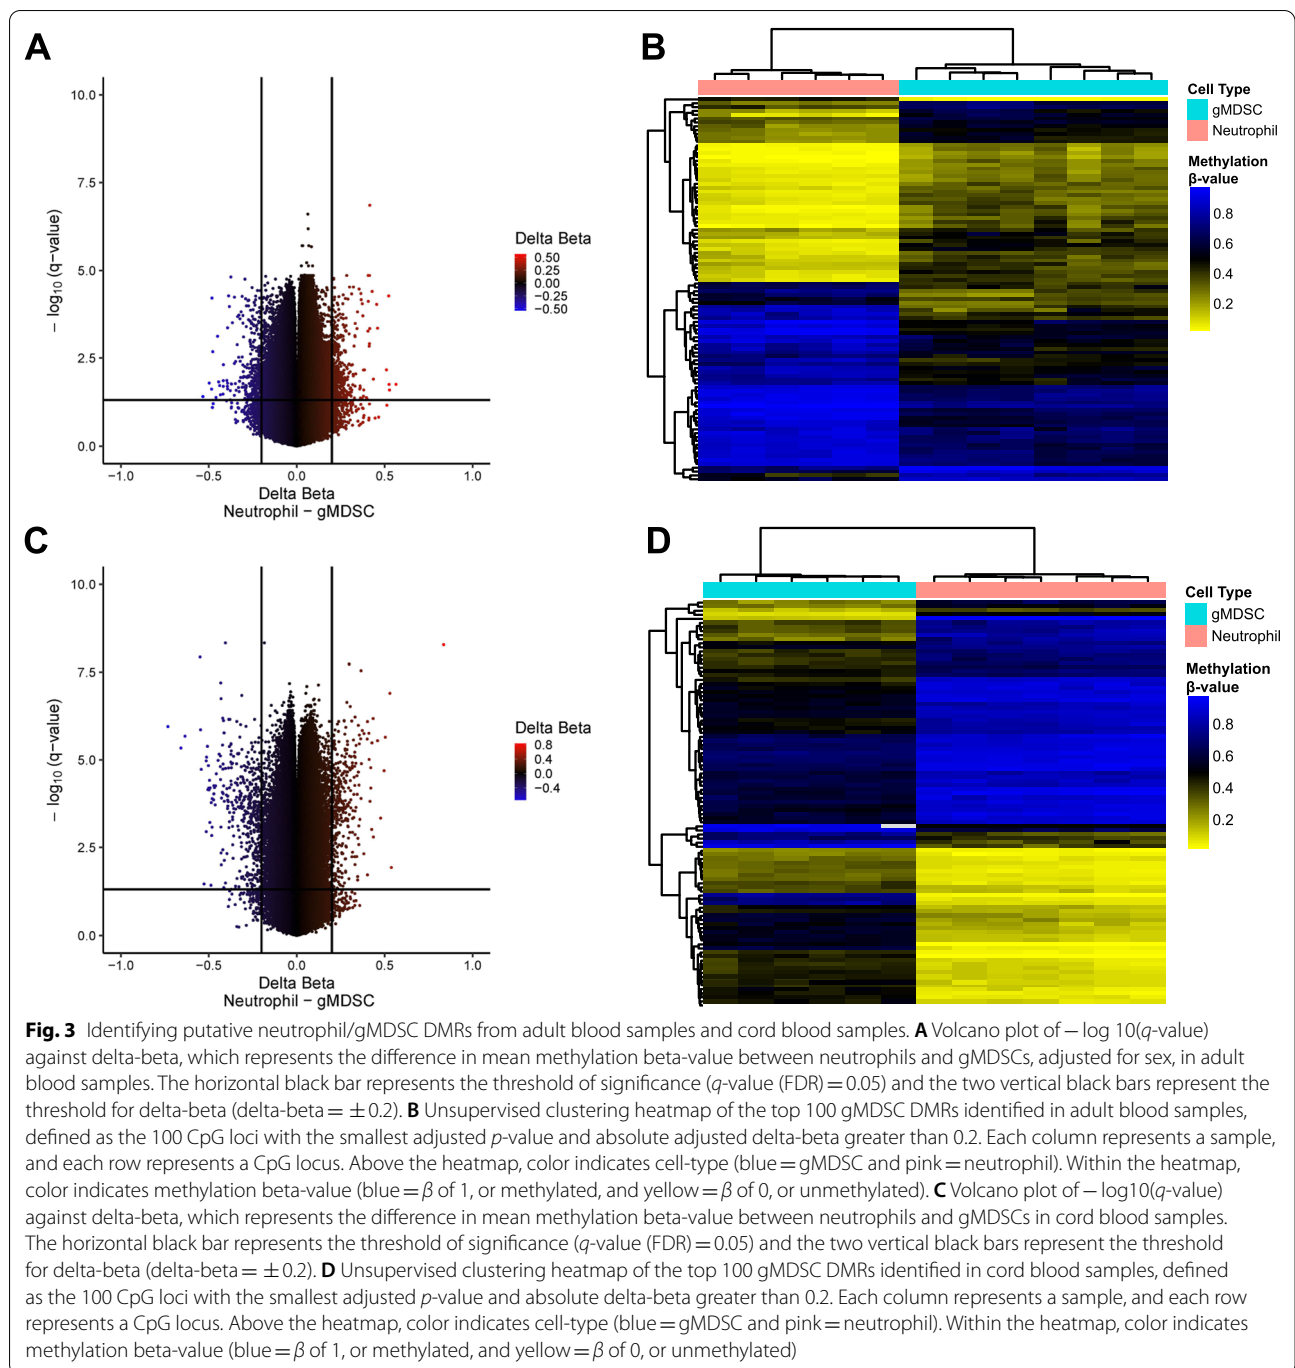 A
10.0
7.5
5.0
2.5
0.0
− log10 (q−value)
−1.0 −0.5 0.0 0.5 1.0
Delta Beta
Neutrophil − gMDSC
Delta Beta
0.50
0.25
0.00
−0.25
−0.50
B
Cell Type
gMDSC
Neutrophil
Methylation
β-value
0.8
0.6
0.4
0.2
C
10.0
7.5
5.0
2.5
0.0
− log10 (q−value)
−1.0 −0.5 0.0 0.5 1.0
Delta Beta
Neutrophil − gMDSC
Delta Beta
0.8
0.4
0.0
−0.4
D
Cell Type
gMDSC
Neutrophil
Methylation
β-value
0.8
0.6
0.4
0.2
Fig. 3 Identifying putative neutrophil/gMDSC DMRs from adult blood samples and cord blood samples. A Volcano plot of − log 10(q-value)
against delta-beta, which represents the difference in mean methylation beta-value between neutrophils and gMDSCs, adjusted for sex, in adult
blood samples. The horizontal black bar represents the threshold of significance (q-value (FDR) = 0.05) and the two vertical black bars represent the
threshold for delta-beta (delta-beta = ± 0.2). B Unsupervised clustering heatmap of the top 100 gMDSC DMRs identified in adult blood samples,
defined as the 100 CpG loci with the smallest adjusted p-value and absolute adjusted delta-beta greater than 0.2. Each column represents a sample,
and each row represents a CpG locus. Above the heatmap, color indicates cell-type (blue = gMDSC and pink = neutrophil). Within the heatmap,
color indicates methylation beta-value (blue = β of 1, or methylated, and yellow = β of 0, or unmethylated). C Volcano plot of − log10(q-value)
against delta-beta, which represents the difference in mean methylation beta-value between neutrophils and gMDSCs in cord blood samples.
The horizontal black bar represents the threshold of significance (q-value (FDR) = 0.05) and the two vertical black bars represent the threshold
for delta-beta (delta-beta = ± 0.2). D Unsupervised clustering heatmap of the top 100 gMDSC DMRs identified in cord blood samples, defined
as the 100 CpG loci with the smallest adjusted p-value and absolute delta-beta greater than 0.2. Each column represents a sample, and each row
represents a CpG locus. Above the heatmap, color indicates cell-type (blue = gMDSC and pink = neutrophil). Within the heatmap, color indicates
methylation beta-value (blue = β of 1, or methylated, and yellow = β of 0, or unmethylated)